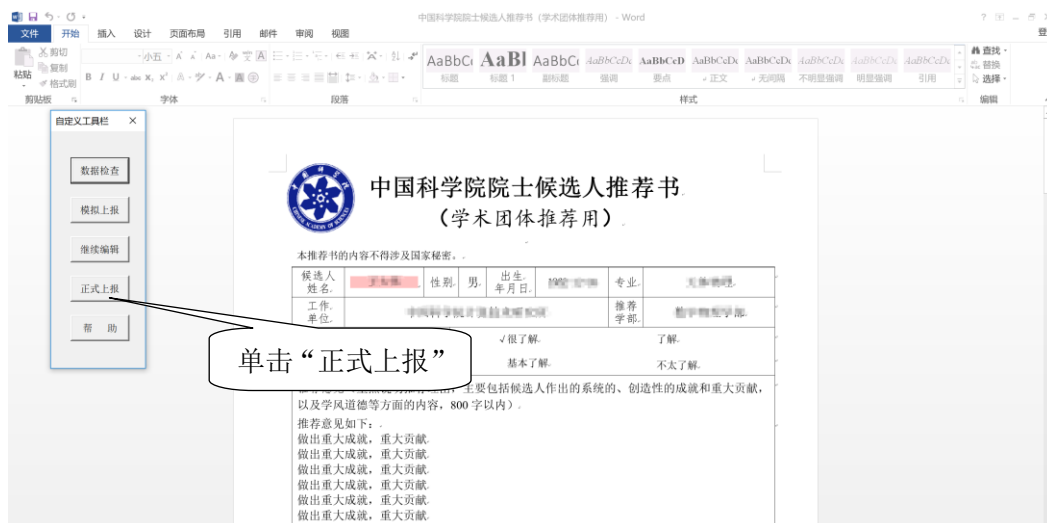 中国科学院院士候选人推荐书（学术团体推荐用） - Word
文件 开始 插入 设计 页面布局 引用 邮件 审阅 视图
登
粘贴
剪切
复制
格式刷
小五
AaBbC AaBl AaBbC AaBbCcDc AaBbCcD AaBbCcDc AaBbCcDc AaBbCcDc AaBbCcDc AaBbCcDc
标题 标题 1 副标题 强调 要点 正文 无间隔 不明显强调 明显强调 引用
查找
替换
选择
剪贴板 字体 段落 样式 编辑
自定义工具栏
数据检查
模拟上报
继续编辑
正式上报
帮 助
单击“正式上报”
中国科学院院士候选人推荐书
（学术团体推荐用）
本推荐书的内容不得涉及国家秘密。
候选人姓名 性别 男 出生年月日 专业
工作单位 推荐学部
√很了解 了解
基本了解 不太了解
主要包括候选人作出的系统的、创造性的成就和重大贡献，
以及学风道德等方面的内容，800 字以内）
推荐意见如下：
做出重大成就，重大贡献
做出重大成就，重大贡献
做出重大成就，重大贡献
做出重大成就，重大贡献
做出重大成就，重大贡献
做出重大成就，重大贡献